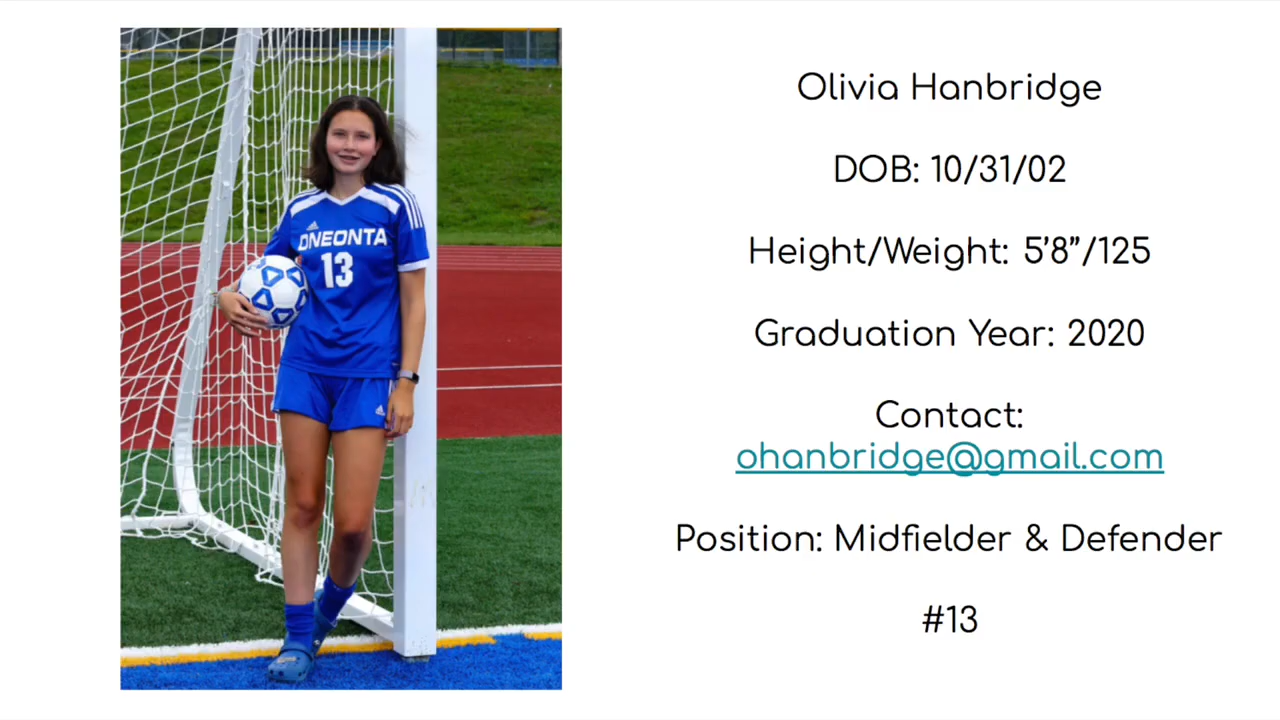 ONEONTA
13
Olivia Hanbridge
DOB: 10/31/02
Height/Weight: 5'8"/125
Graduation Year: 2020
Contact:
ohanbridge@gmail.com
Position: Midfielder & Defender
#13